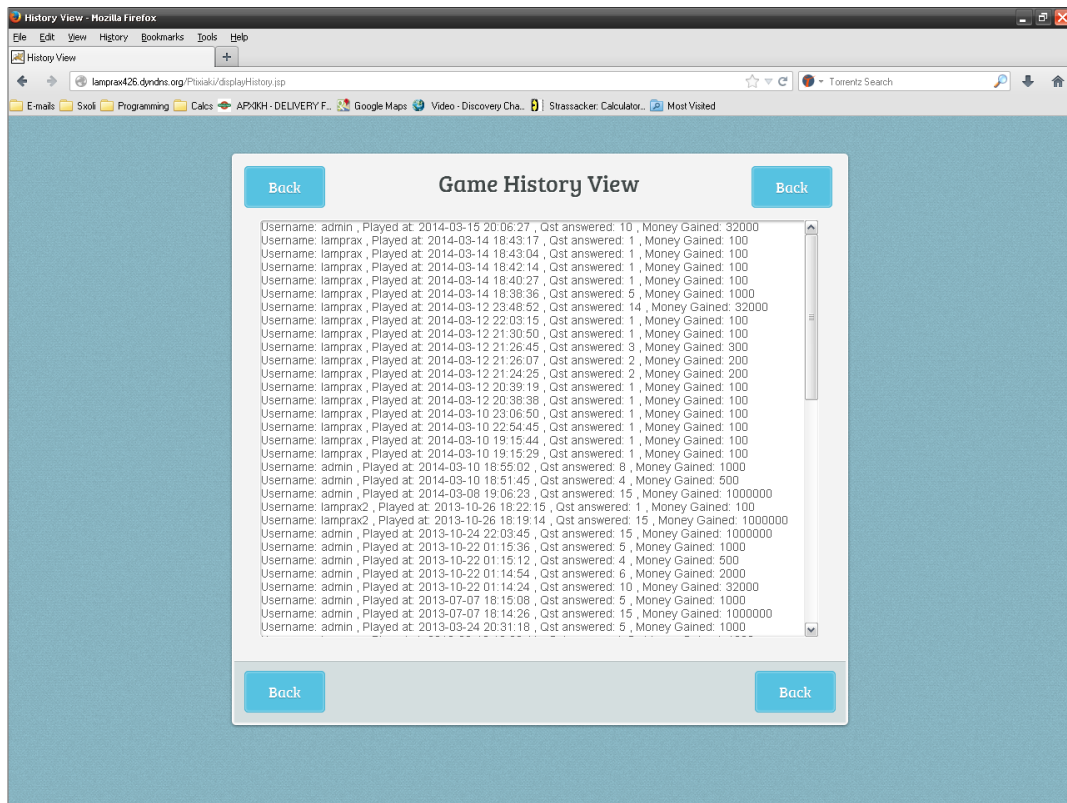 History View - Mozilla Firefox
File Edit View History Bookmarks Tools Help
History View
lamprax426.dyndns.org/Ptixiaki/displayHistory.jsp
Torrentz Search
E-mails Sxoli Programming Calcs ΑΡΧΙΚΗ - DELIVERY F... Google Maps Video - Discovery Cha... Strassacker: Calculator... Most Visited
Back Game History View Back
Username: admin , Played at: 2014-03-15 20:06:27 , Qst answered: 10 , Money Gained: 32000
Username: lamprax , Played at: 2014-03-14 18:43:17 , Qst answered: 1 , Money Gained: 100
Username: lamprax , Played at: 2014-03-14 18:43:04 , Qst answered: 1 , Money Gained: 100
Username: lamprax , Played at: 2014-03-14 18:42:14 , Qst answered: 1 , Money Gained: 100
Username: lamprax , Played at: 2014-03-14 18:40:27 , Qst answered: 1 , Money Gained: 100
Username: lamprax , Played at: 2014-03-14 18:38:36 , Qst answered: 5 , Money Gained: 1000
Username: lamprax , Played at: 2014-03-12 23:48:52 , Qst answered: 14 , Money Gained: 32000
Username: lamprax , Played at: 2014-03-12 22:03:15 , Qst answered: 1 , Money Gained: 100
Username: lamprax , Played at: 2014-03-12 21:30:50 , Qst answered: 1 , Money Gained: 100
Username: lamprax , Played at: 2014-03-12 21:26:45 , Qst answered: 3 , Money Gained: 300
Username: lamprax , Played at: 2014-03-12 21:26:07 , Qst answered: 2 , Money Gained: 200
Username: lamprax , Played at: 2014-03-12 21:24:25 , Qst answered: 2 , Money Gained: 200
Username: lamprax , Played at: 2014-03-12 20:39:19 , Qst answered: 1 , Money Gained: 100
Username: lamprax , Played at: 2014-03-12 20:38:38 , Qst answered: 1 , Money Gained: 100
Username: lamprax , Played at: 2014-03-10 23:06:50 , Qst answered: 1 , Money Gained: 100
Username: lamprax , Played at: 2014-03-10 22:54:45 , Qst answered: 1 , Money Gained: 100
Username: lamprax , Played at: 2014-03-10 19:15:44 , Qst answered: 1 , Money Gained: 100
Username: lamprax , Played at: 2014-03-10 19:15:29 , Qst answered: 1 , Money Gained: 100
Username: admin , Played at: 2014-03-10 18:55:02 , Qst answered: 8 , Money Gained: 1000
Username: admin , Played at: 2014-03-10 18:51:45 , Qst answered: 4 , Money Gained: 500
Username: admin , Played at: 2014-03-08 19:06:23 , Qst answered: 15 , Money Gained: 1000000
Username: lamprax2 , Played at: 2013-10-26 18:22:15 , Qst answered: 1 , Money Gained: 100
Username: lamprax2 , Played at: 2013-10-26 18:19:14 , Qst answered: 15 , Money Gained: 1000000
Username: admin , Played at: 2013-10-24 22:03:45 , Qst answered: 15 , Money Gained: 1000000
Username: admin , Played at: 2013-10-22 01:15:36 , Qst answered: 5 , Money Gained: 1000
Username: admin , Played at: 2013-10-22 01:15:12 , Qst answered: 4 , Money Gained: 500
Username: admin , Played at: 2013-10-22 01:14:54 , Qst answered: 6 , Money Gained: 2000
Username: admin , Played at: 2013-10-22 01:14:24 , Qst answered: 10 , Money Gained: 32000
Username: admin , Played at: 2013-07-07 18:15:08 , Qst answered: 5 , Money Gained: 1000
Username: admin , Played at: 2013-07-07 18:14:26 , Qst answered: 15 , Money Gained: 1000000
Username: admin , Played at: 2013-03-24 20:31:18 , Qst answered: 5 , Money Gained: 1000
Back Back